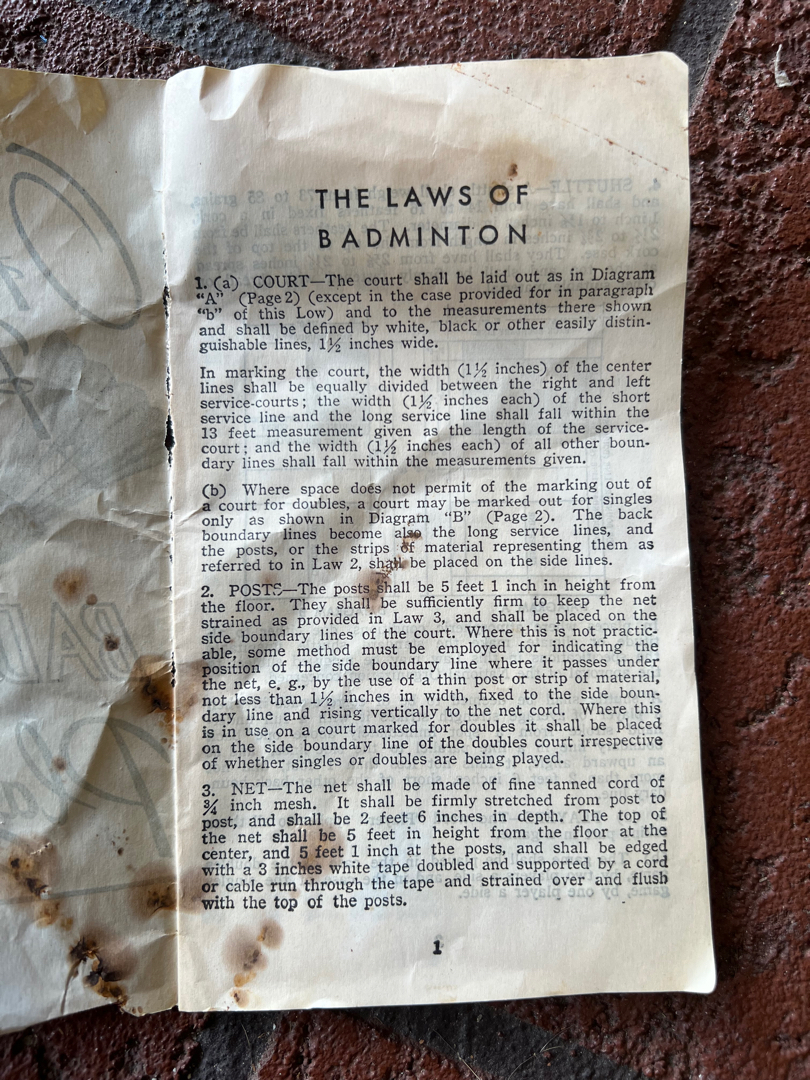 THE LAWS OF
BADMINTON
1. (a) COURT—The court shall be laid out as in Diagram
"A" (Page 2) (except in the case provided for in paragraph
"b" of this Low) and to the measurements there shown
and shall be defined by white, black or other easily distin-
guishable lines, 1½ inches wide.
In marking the court, the width (1½ inches) of the center
lines shall be equally divided between the right and left
service-courts; the width (1½ inches each) of the short
service line and the long service line shall fall within the
13 feet measurement given as the length of the service-
court; and the width (1½ inches each) of all other boun-
dary lines shall fall within the measurements given.
(b) Where space does not permit of the marking out of
a court for doubles, a court may be marked out for singles
only as shown in Diagram "B" (Page 2). The back
boundary lines become also the long service lines, and
the posts, or the strips of material representing them as
referred to in Law 2, shall be placed on the side lines.
2. POSTS—The posts shall be 5 feet 1 inch in height from
the floor. They shall be sufficiently firm to keep the net
strained as provided in Law 3, and shall be placed on the
side boundary lines of the court. Where this is not practic-
able, some method must be employed for indicating the
position of the side boundary line where it passes under
the net, e. g., by the use of a thin post or strip of material,
not less than 1½ inches in width, fixed to the side boun-
dary line and rising vertically to the net cord. Where this
is in use on a court marked for doubles it shall be placed
on the side boundary line of the doubles court irrespective
of whether singles or doubles are being played.
3. NET—The net shall be made of fine tanned cord of
¾ inch mesh. It shall be firmly stretched from post to
post, and shall be 2 feet 6 inches in depth. The top of
the net shall be 5 feet in height from the floor at the
center, and 5 feet 1 inch at the posts, and shall be edged
with a 3 inches white tape doubled and supported by a cord
or cable run through the tape and strained over and flush
with the top of the posts.
1